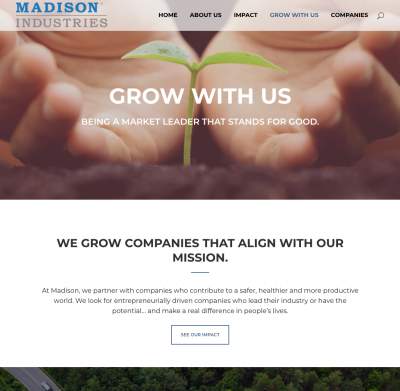 MADISON
INDUSTRIES
HOME ABOUT US IMPACT GROW WITH US COMPANIES
GROW WITH US
BEING A MARKET LEADER THAT STANDS FOR GOOD.
WE GROW COMPANIES THAT ALIGN WITH OUR
MISSION.
At Madison, we partner with companies who contribute to a safer, healthier and more productive
world. We look for entrepreneurially driven companies who lead their industry or have the
potential... and make a real difference in people's lives.
SEE OUR IMPACT